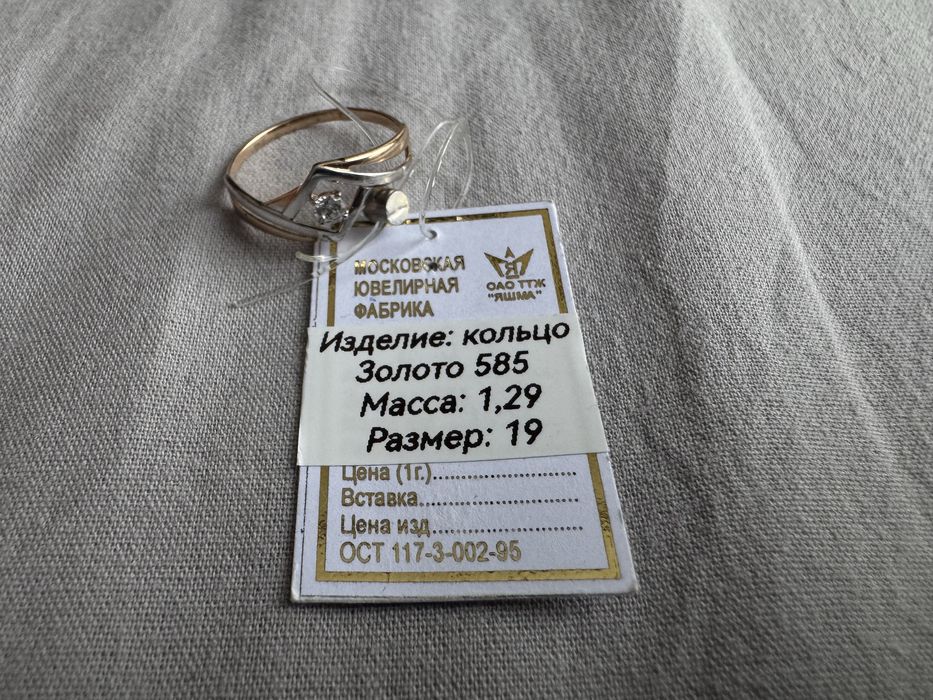 МОСКОВСКАЯ
ЮВЕЛИРНАЯ
ФАБРИКА
Я
ОАО ТТЖ
"ЯШМА"
Изделие: кольцо
Золото 585
Масса: 1,29
Размер: 19
Цена (1г.)..............................
Вставка..............................
Цена изд..............................
ОСТ 117-3-002-95